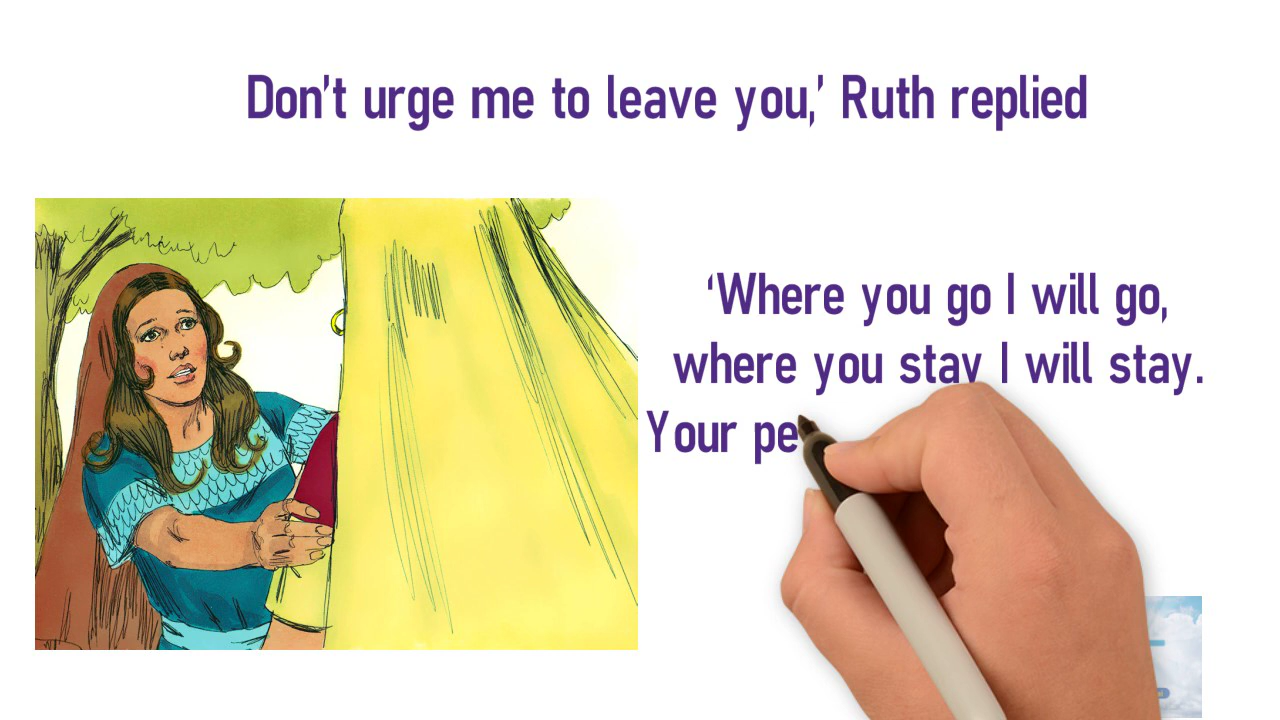 Don't urge me to leave you,’ Ruth replied
‘Where you go I will go,
where you stay I will stay.
Your pe